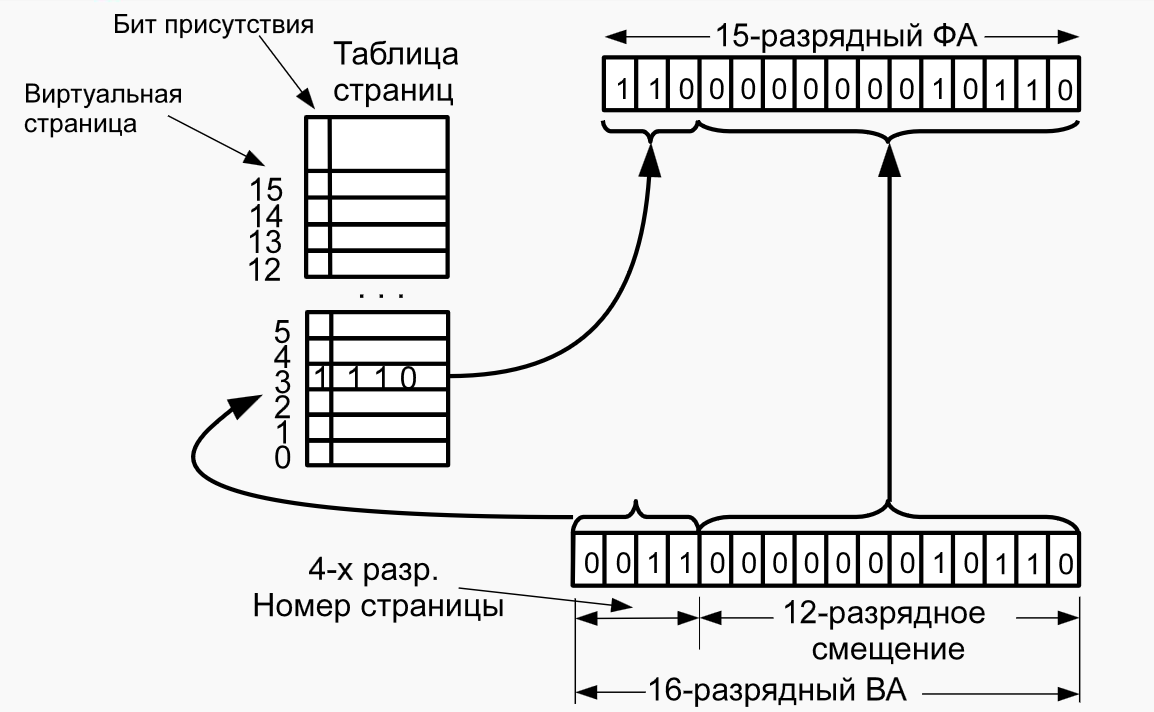 Бит присутствия
15-разрядный ФА
Таблица
страниц
1 1 0 0 0 0 0 0 0 0 1 0 1 1 0
Виртуальная
страница
15
14
13
12
. . .
5
4
3 1 1 1 0
2
1
0
0 0 1 1 0 0 0 0 0 0 0 1 0 1 1 0
4-х разр.
Номер страницы
12-разрядное
смещение
16-разрядный ВА